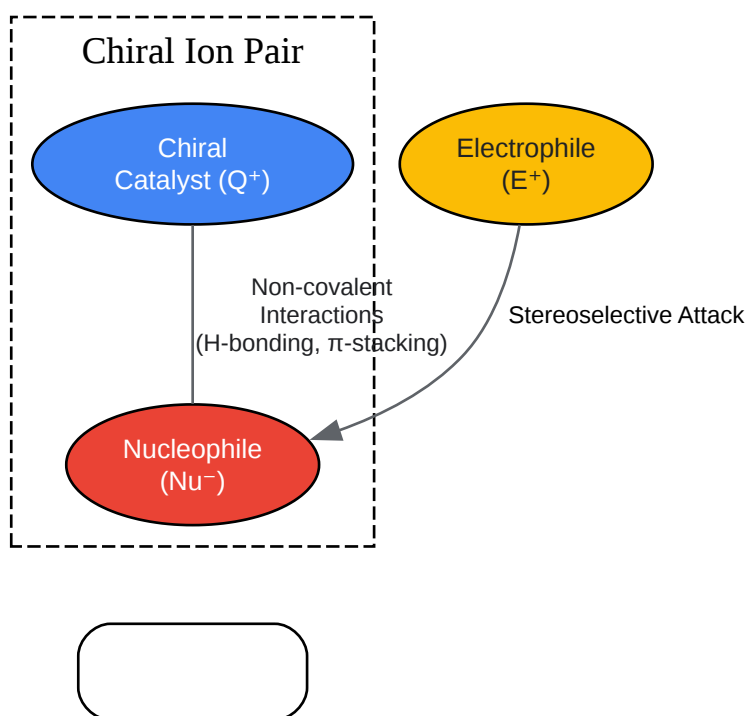 Chiral Ion Pair
Chiral
Catalyst (Q⁺)
Electrophile
(E⁺)
Non-covalent
Interactions
(H-bonding, π-stacking)
Stereoselective Attack
Nucleophile
(Nu⁻)